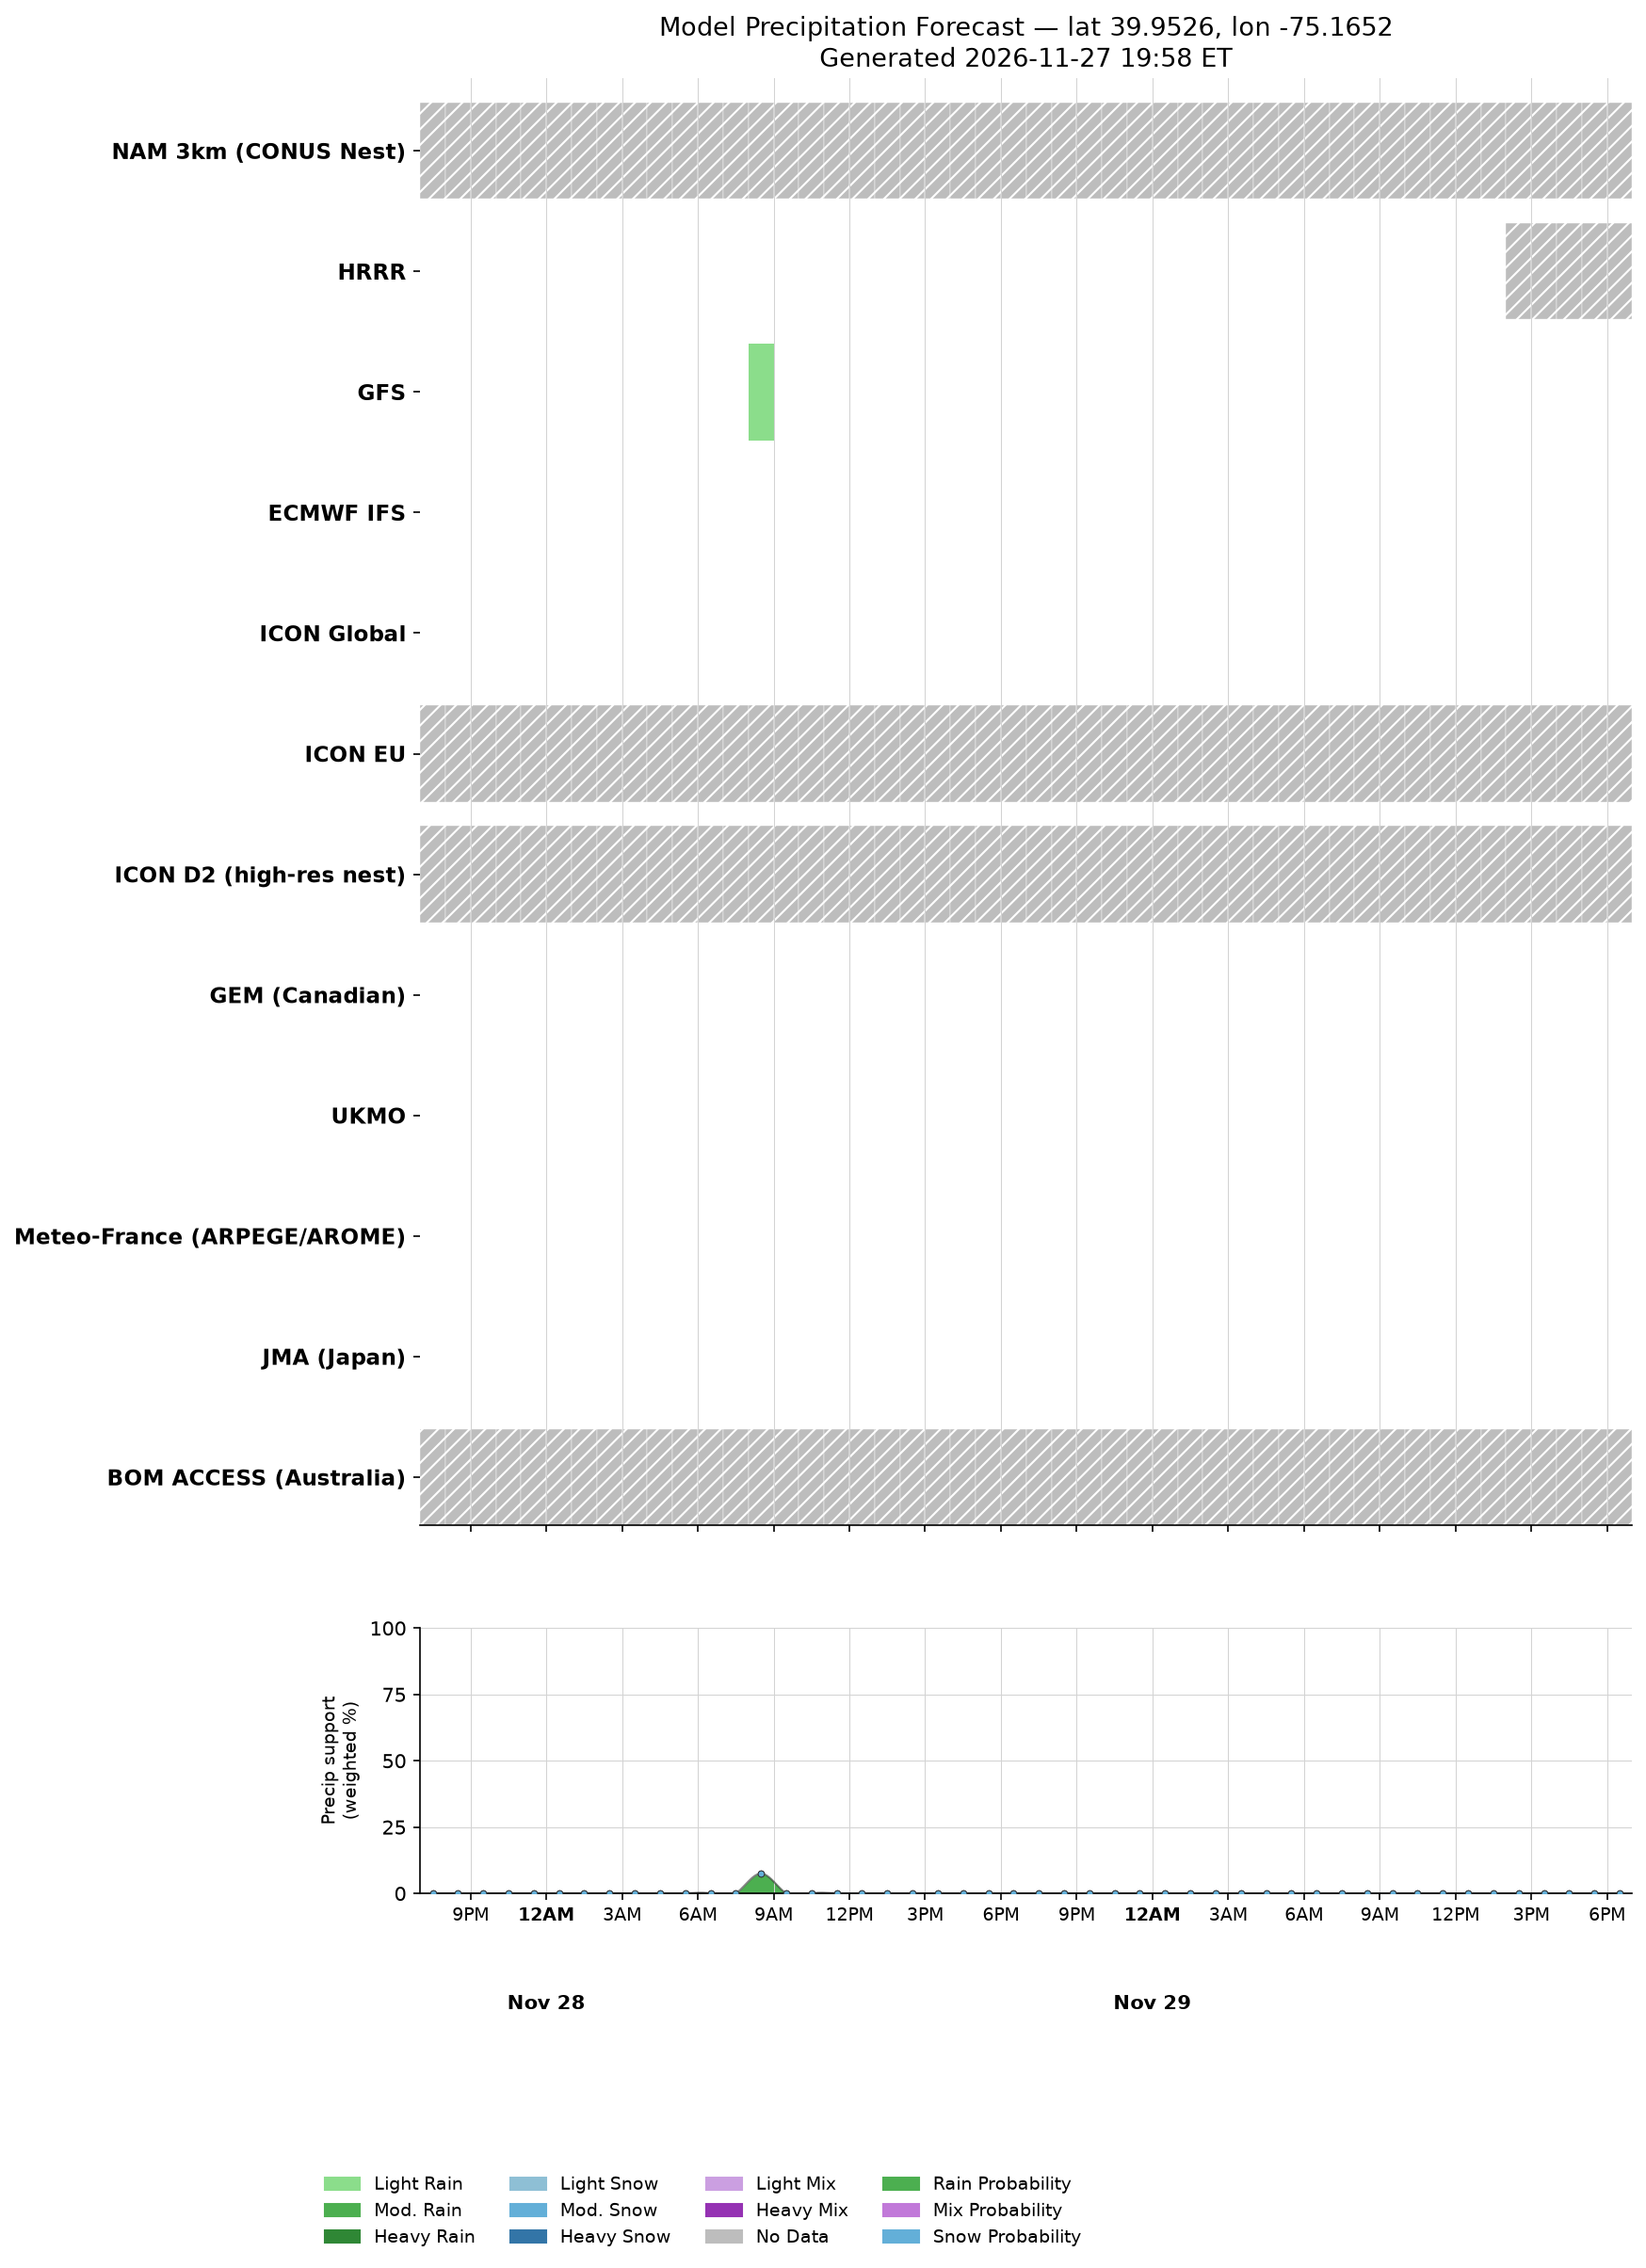 Model Precipitation Forecast — lat 39.9526, lon -75.1652
Generated 2026-11-27 19:58 ET
NAM 3km (CONUS Nest)
HRRR
GFS
ECMWF IFS
ICON Global
ICON EU
ICON D2 (high-res nest)
GEM (Canadian)
UKMO
Meteo-France (ARPEGE/AROME)
JMA (Japan)
BOM ACCESS (Australia)
Precip support
(weighted %)
100
75
50
25
0
9PM 12AM 3AM 6AM 9AM 12PM 3PM 6PM 9PM 12AM 3AM 6AM 9AM 12PM 3PM 6PM
Nov 28 Nov 29
Light Rain Light Snow Light Mix Rain Probability
Mod. Rain Mod. Snow Heavy Mix Mix Probability
Heavy Rain Heavy Snow No Data Snow Probability